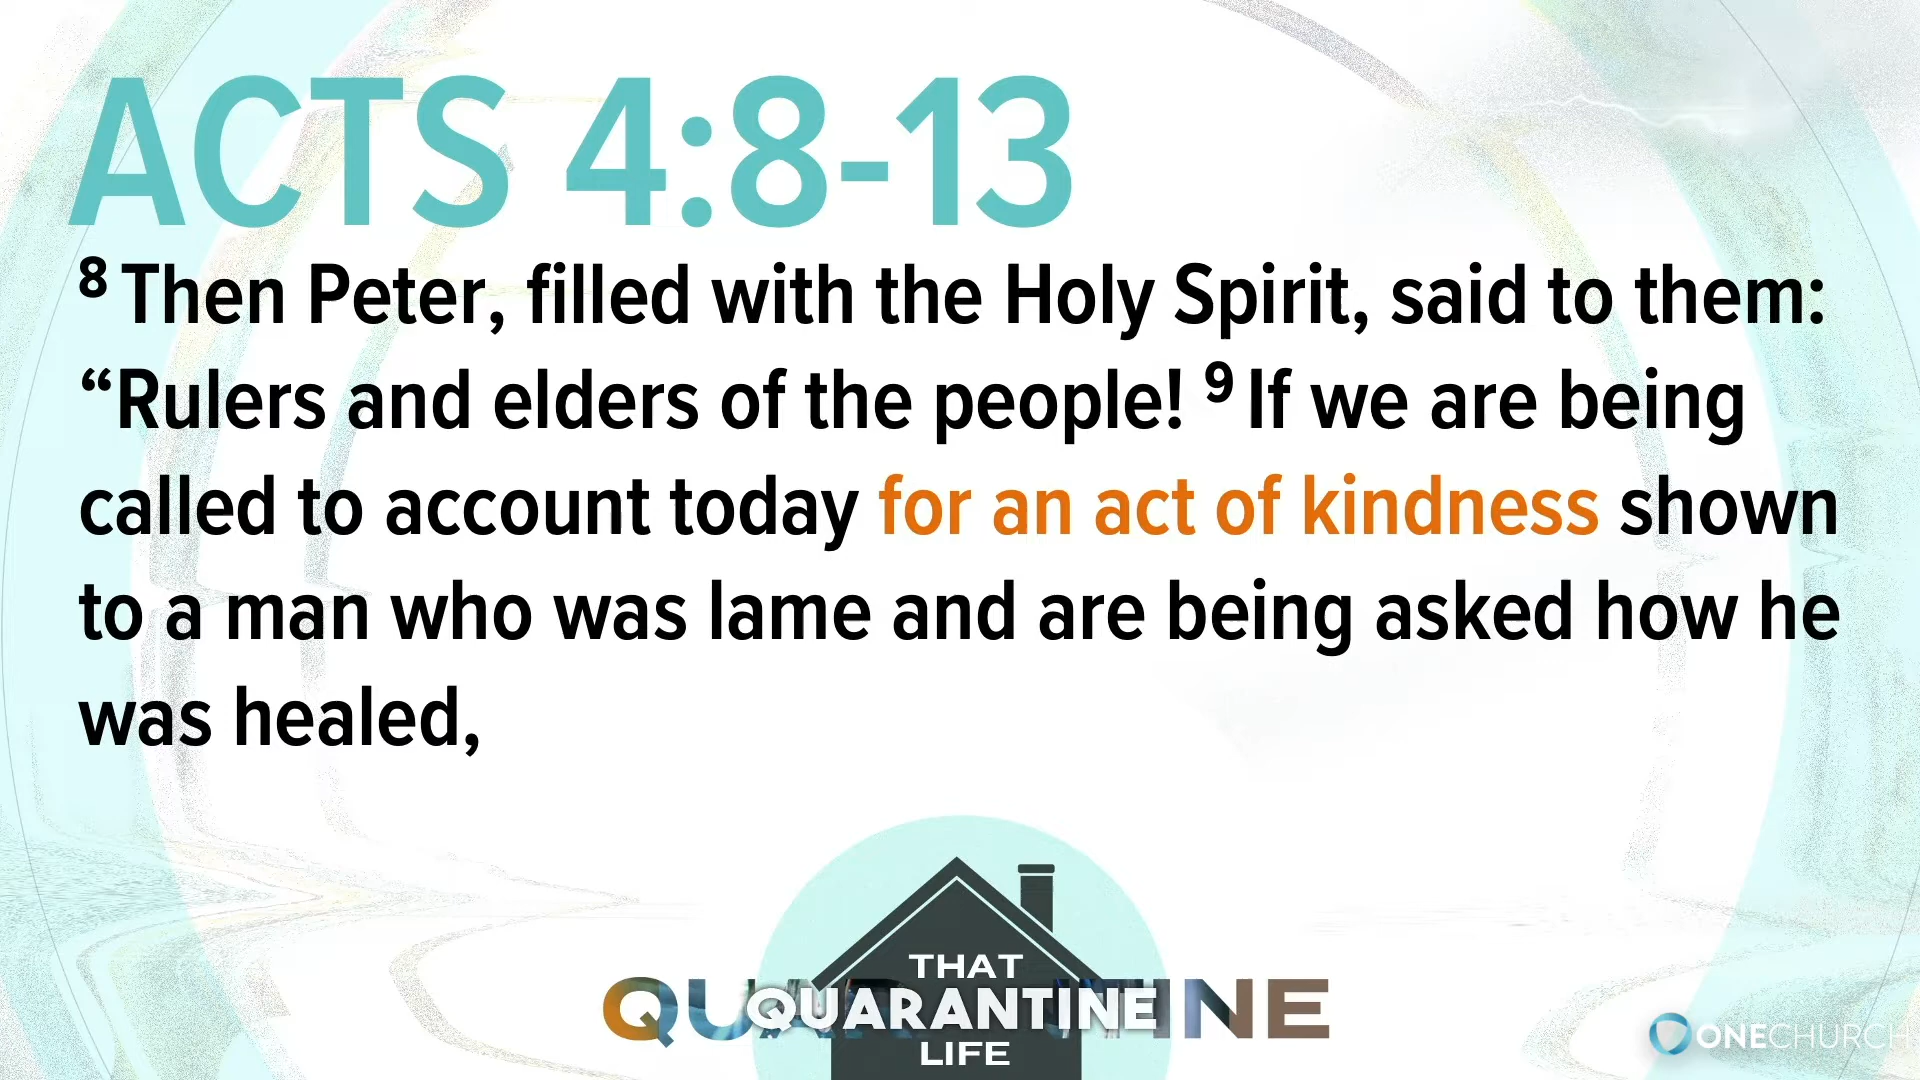 ACTS 4:8-13
8 Then Peter, filled with the Holy Spirit, said to them:
“Rulers and elders of the people! 9 If we are being
called to account today for an act of kindness shown
to a man who was lame and are being asked how he
was healed,
THAT
QUARANTINE
QUARANTINE
LIFE
ONECHURCH